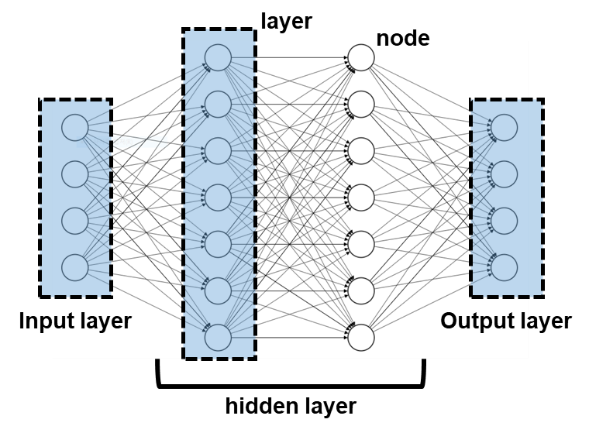 layer
node
Input layer
Output layer
hidden layer